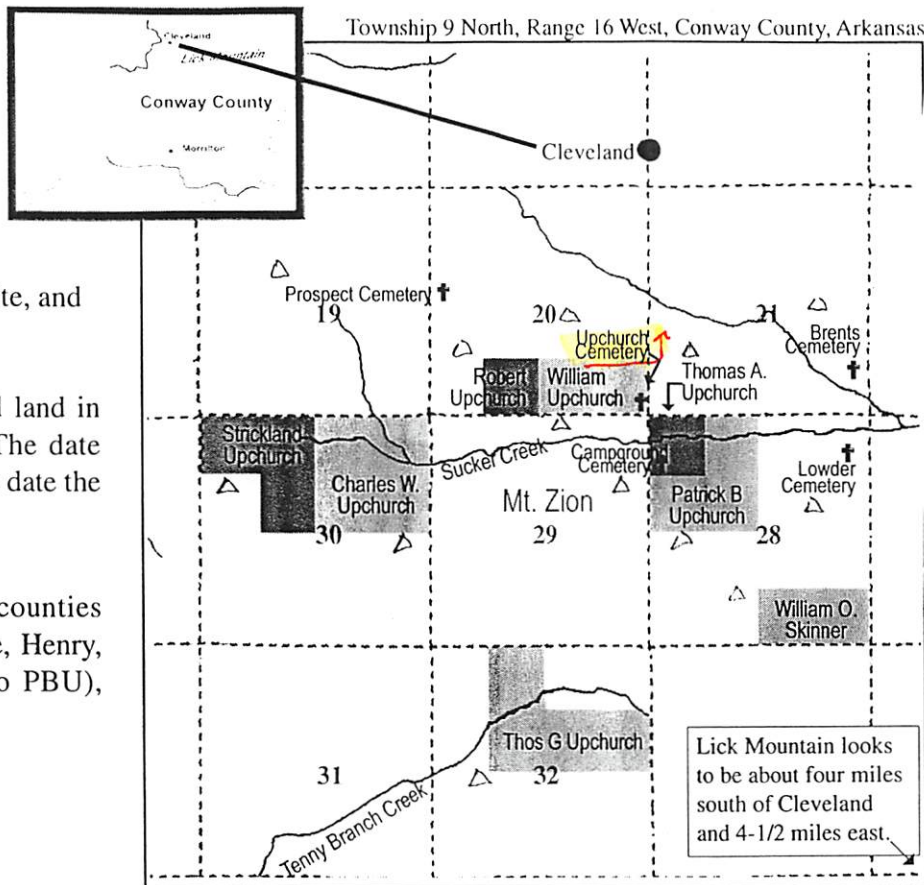 Township 9 North, Range 16 West, Conway County, Arkansas
Cleveland
Lick Mountain
Conway County
Morrilton
Cleveland
te, and
l land in
The date
date the
counties
e, Henry,
o PBU),
Prospect Cemetery
19
20
21
Upchurch
Cemetery
Brents
Cemetery
Robert
Upchurch
William
Upchurch
Thomas A.
Upchurch
Strickland
Upchurch
Charles W.
Upchurch
Sucker Creek
Campground
Cemetery
Lowder
Cemetery
Mt. Zion
Patrick B
Upchurch
30
29
28
William O.
Skinner
Thos G Upchurch
31
32
Tenny Branch Creek
Lick Mountain looks
to be about four miles
south of Cleveland
and 4-1/2 miles east.